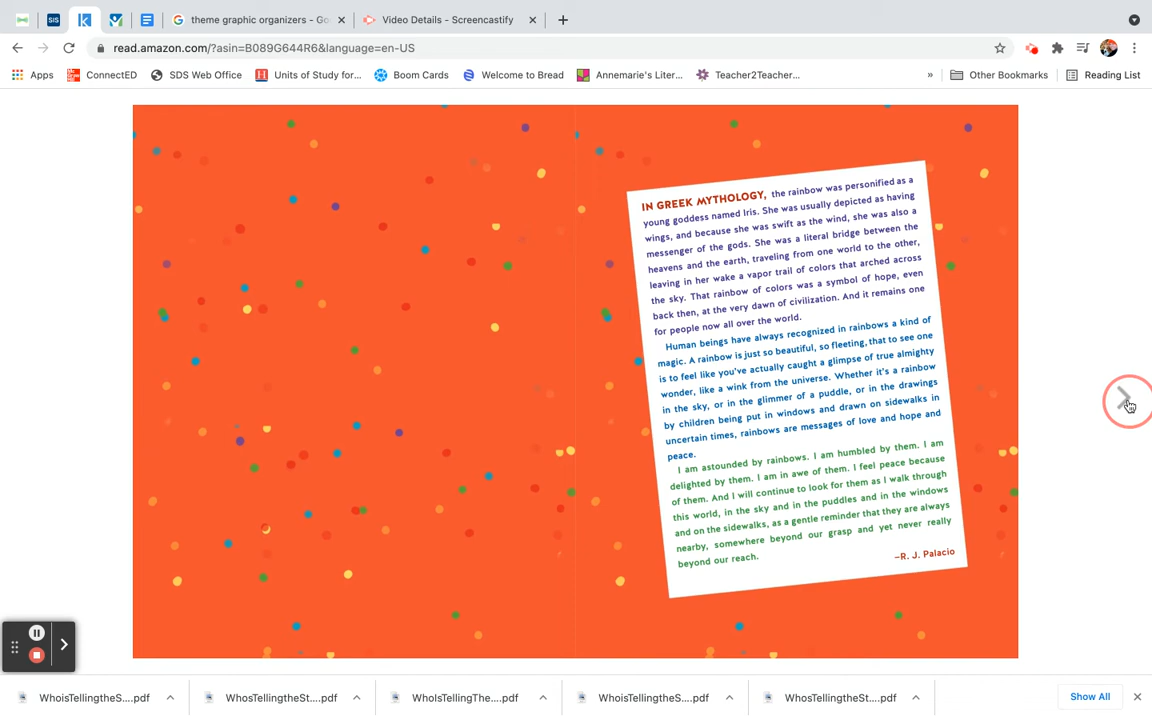 SIS
theme graphic organizers - Go
Video Details - Screencastify
read.amazon.com/?asin=B089G644R6&language=en-US
Apps
ConnectED
SDS Web Office
Units of Study for...
Boom Cards
Welcome to Bread
Annemarie's Liter...
Teacher2Teacher...
»
Other Bookmarks
Reading List
IN GREEK MYTHOLOGY, the rainbow was personified as a
young goddess named Iris. She was usually depicted as having
wings, and because she was swift as the wind, she was also a
messenger of the gods. She was a literal bridge between the
heavens and the earth, traveling from one world to the other,
leaving in her wake a vapor trail of colors that arched across
the sky. That rainbow of colors was a symbol of hope, even
back then, at the very dawn of civilization. And it remains one
for people now all over the world.
Human beings have always recognized in rainbows a kind of
magic. A rainbow is just so beautiful, so fleeting, that to see one
is to feel like you've actually caught a glimpse of true almighty
wonder, like a wink from the universe. Whether it's a rainbow
in the sky, or in the glimmer of a puddle, or in the drawings
by children being put in windows and drawn on sidewalks in
uncertain times, rainbows are messages of love and hope and
peace.
I am astounded by rainbows. I am humbled by them. I am
delighted by them. I am in awe of them. I feel peace because
of them. And I will continue to look for them as I walk through
this world, in the sky and in the puddles and in the windows
and on the sidewalks, as a gentle reminder that they are always
nearby, somewhere beyond our grasp and yet never really
beyond our reach.
–R. J. Palacio
WhoisTellingtheS....pdf
WhosTellingtheSt....pdf
WhoIsTellingThe....pdf
WhoisTellingtheS....pdf
WhosTellingtheSt....pdf
Show All